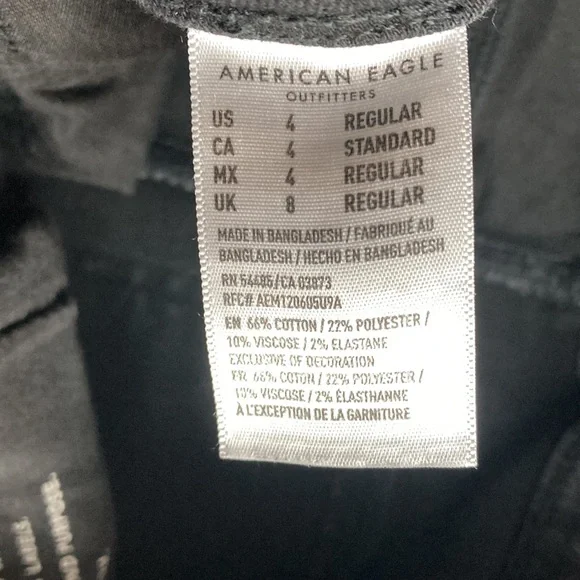 AMERICAN EAGLE
OUTFITTERS
US 4 REGULAR
CA 4 STANDARD
MX 4 REGULAR
UK 8 REGULAR
MADE IN BANGLADESH / FABRIQUÉ AU
BANGLADESH / HECHO EN BANGLADESH
RN 54485/CA 03873
RFC# AEM120605U9A
EN 66% COTTON / 22% POLYESTER /
10% VISCOSE / 2% ELASTANE
EXCLUSIVE OF DECORATION
FR 66% COTON / 22% POLYESTER /
10% VISCOSE / 2% ÉLASTHANNE
À L'EXCEPTION DE LA GARNITURE